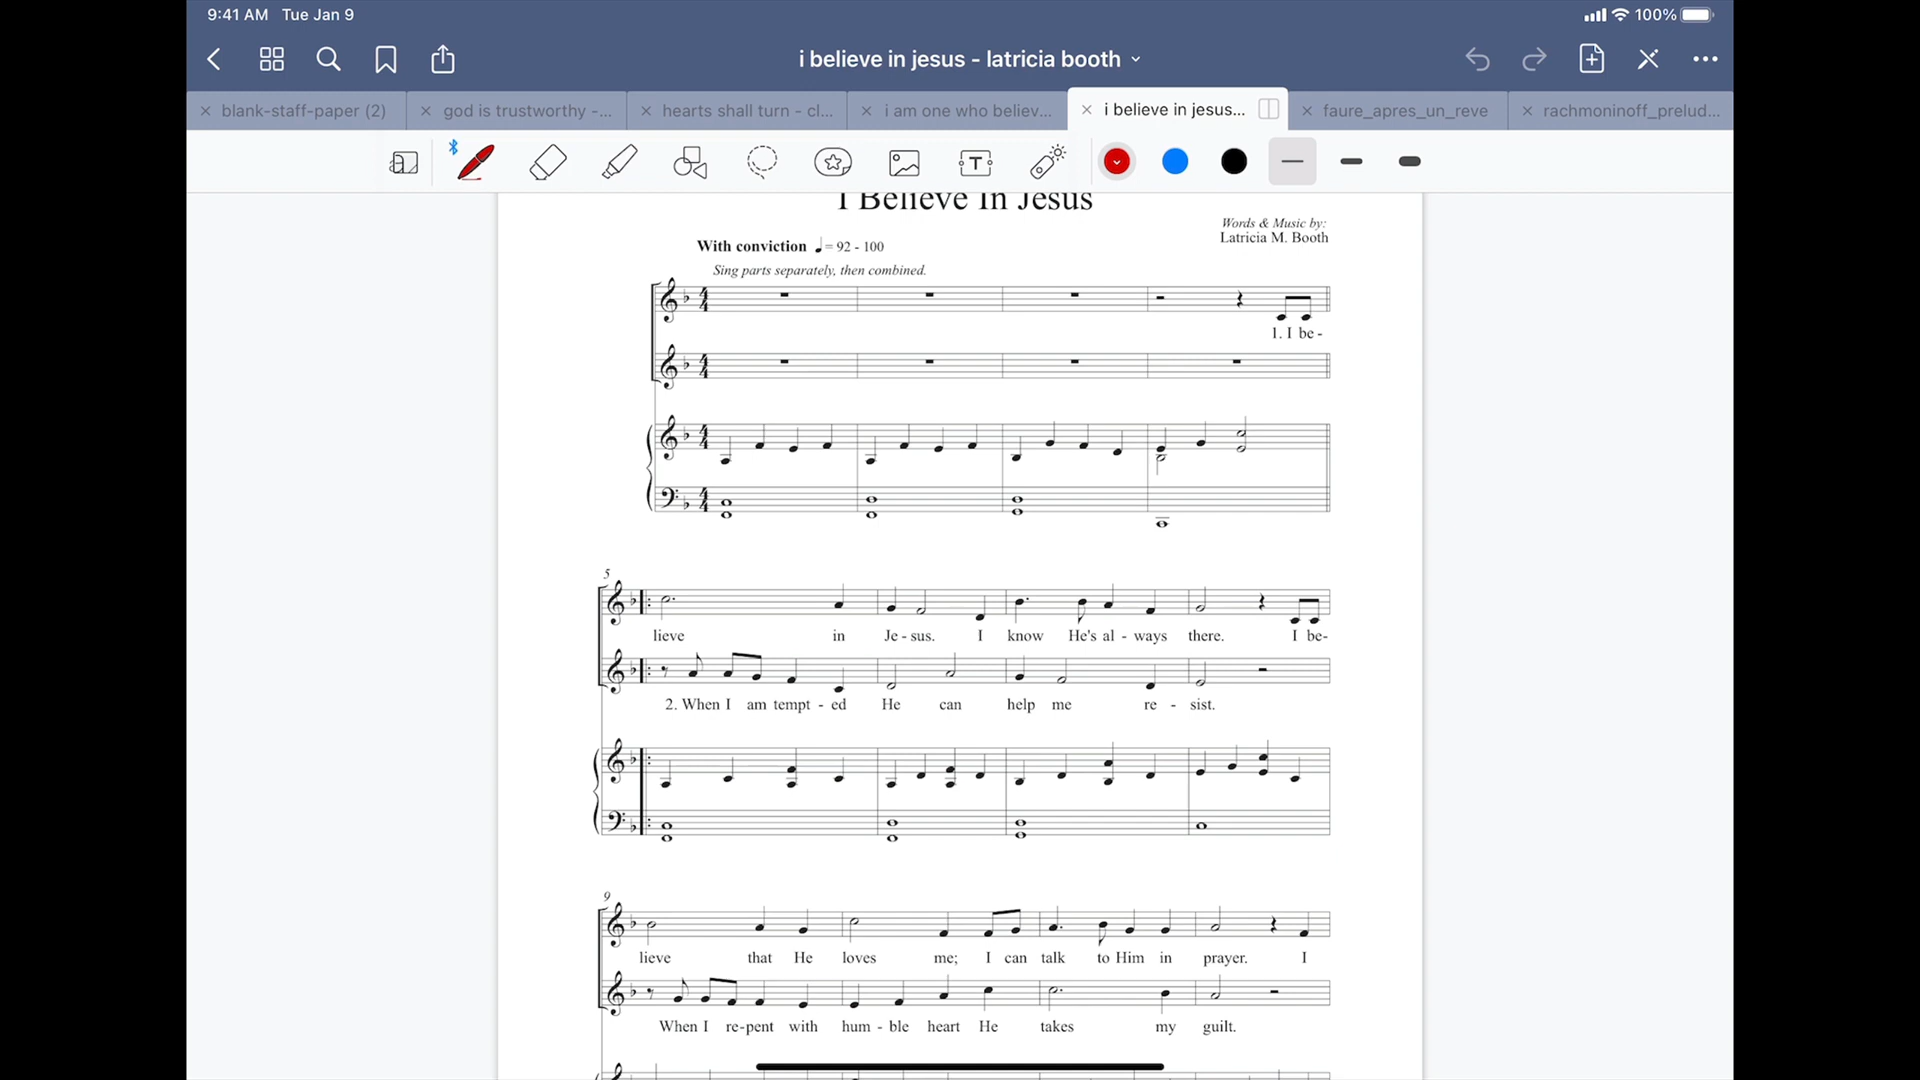 9:41 AM Tue Jan 9
100%
i believe in jesus - latricia booth
blank-staff-paper (2)
god is trustworthy -...
hearts shall turn - cl...
i am one who believ...
i believe in jesus...
faure_apres_un_reve
rachmoninoff_prelud...
I Believe In Jesus
Words & Music by:
Latricia M. Booth
With conviction ♩ = 92 - 100
Sing parts separately, then combined.
1. I be -
5
lieve in Je - sus. I know He's al - ways there. I be-
2. When I am tempt - ed He can help me re - sist.
9
lieve that He loves me; I can talk to Him in prayer. I
When I re-pent with hum - ble heart He takes my guilt.